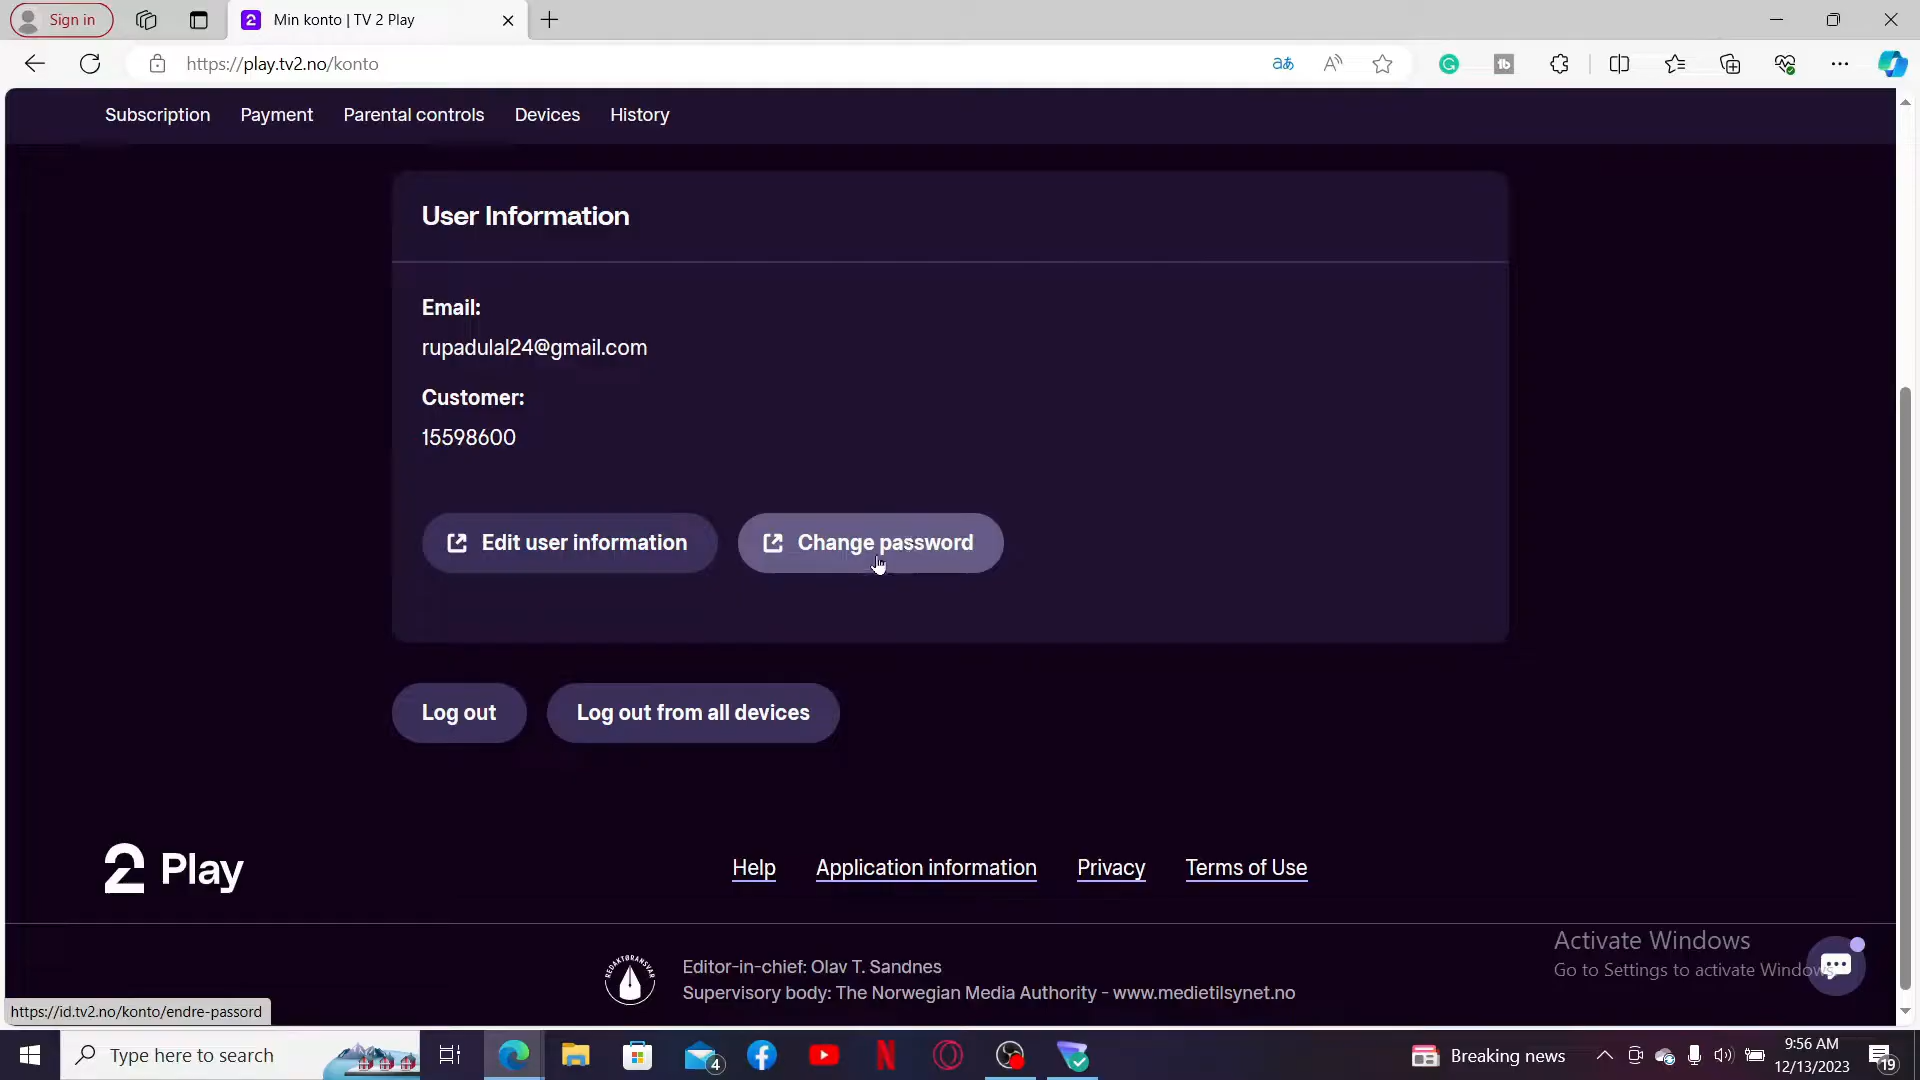 Sign in
Min konto | TV 2 Play
https://play.tv2.no/konto
Subscription
Payment
Parental controls
Devices
History
User Information
Email:
rupadulal24@gmail.com
Customer:
15598600
Edit user information
Change password
Log out
Log out from all devices
2 Play
Help
Application information
Privacy
Terms of Use
REDAKTØRANSVAR
Editor-in-chief: Olav T. Sandnes
Supervisory body: The Norwegian Media Authority - www.medietilsynet.no
Activate Windows
Go to Settings to activate Windows
https://id.tv2.no/konto/endre-passord
Type here to search
4
Breaking news
9:56 AM
12/13/2023
19